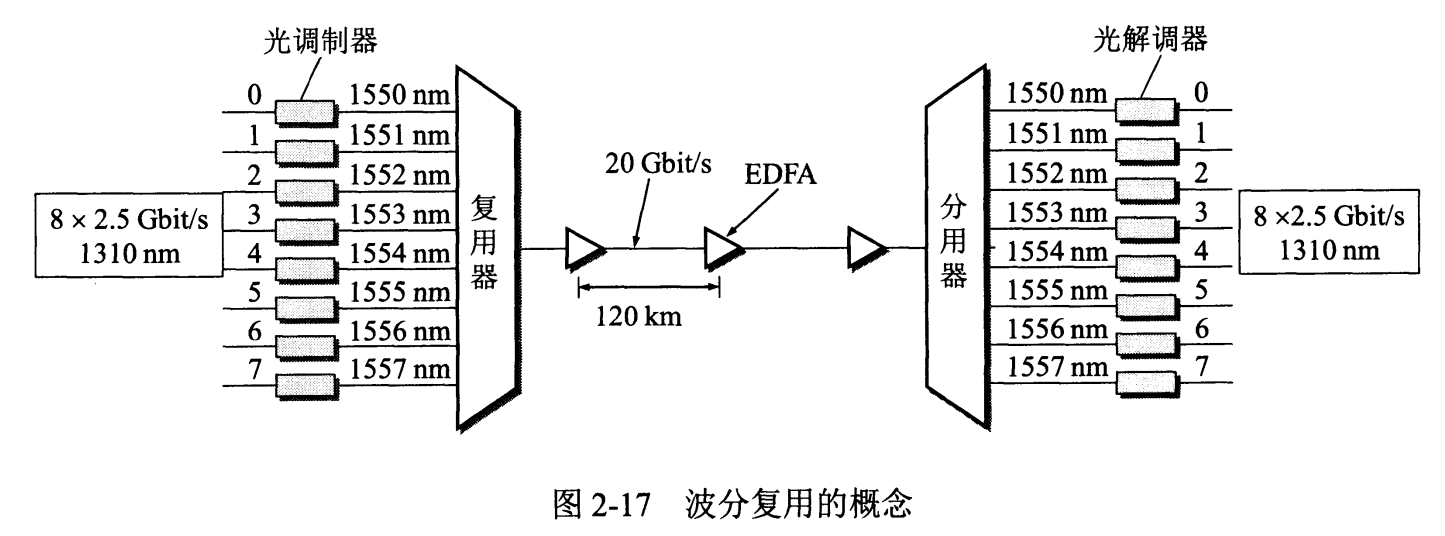 光调制器
光解调器
0 1550 nm
1 1551 nm
2 1552 nm
3 1553 nm
4 1554 nm
5 1555 nm
6 1556 nm
7 1557 nm
8 × 2.5 Gbit/s
1310 nm
复用器
20 Gbit/s
EDFA
120 km
分用器
1550 nm 0
1551 nm 1
1552 nm 2
1553 nm 3
1554 nm 4
1555 nm 5
1556 nm 6
1557 nm 7
8 ×2.5 Gbit/s
1310 nm
图 2-17 波分复用的概念